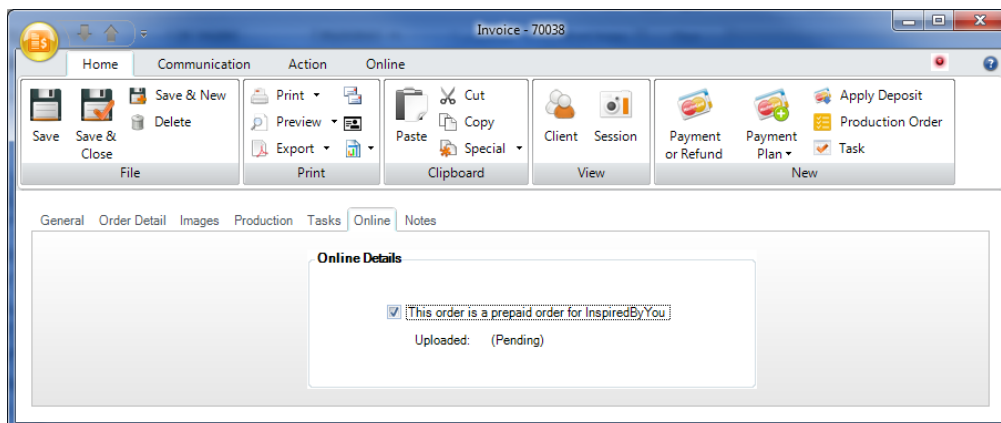 Invoice - 70038
Home Communication Action Online
Save
Save & Close
Save & New
Delete
File
Print
Preview
Export
Print
Paste
Cut
Copy
Special
Clipboard
Client
Session
View
Payment or Refund
Payment Plan
Apply Deposit
Production Order
Task
New
General Order Detail Images Production Tasks Online Notes
Online Details
This order is a prepaid order for InspiredByYou
Uploaded: (Pending)